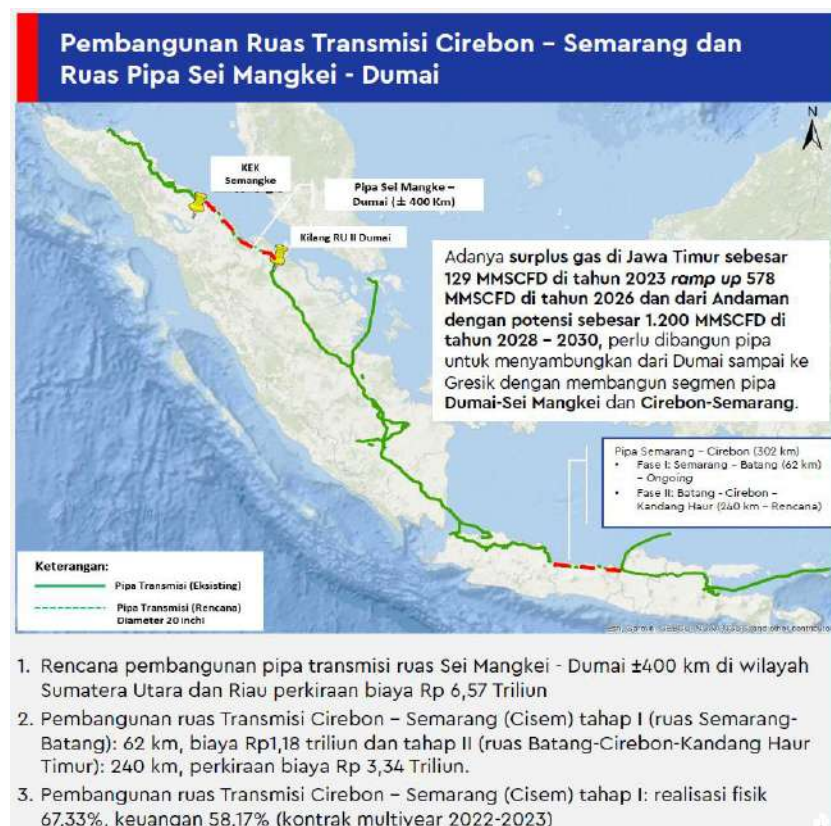 Pembangunan Ruas Transmisi Cirebon – Semarang dan
Ruas Pipa Sei Mangkei - Dumai
N
KEK
Semangke
Pipa Sei Mangke –
Dumai (± 400 Km)
Kilang RU II Dumai
Adanya surplus gas di Jawa Timur sebesar
129 MMSCFD di tahun 2023 ramp up 578
MMSCFD di tahun 2026 dan dari Andaman
dengan potensi sebesar 1.200 MMSCFD di
tahun 2028 – 2030, perlu dibangun pipa
untuk menyambungkan dari Dumai sampai ke
Gresik dengan membangun segmen pipa
Dumai-Sei Mangkei dan Cirebon-Semarang.
Pipa Semarang – Cirebon (302 km)
• Fase I: Semarang – Batang (62 km)
– Ongoing
• Fase II: Batang - Cirebon –
Kandang Haur (240 km – Rencana)
Keterangan:
Pipa Transmisi (Eksisting)
Pipa Transmisi (Rencana)
Diameter 20 Inchi
and other contributors
1. Rencana pembangunan pipa transmisi ruas Sei Mangkei - Dumai ±400 km di wilayah
Sumatera Utara dan Riau perkiraan biaya Rp 6,57 Triliun
2. Pembangunan ruas Transmisi Cirebon – Semarang (Cisem) tahap I (ruas Semarang-
Batang): 62 km, biaya Rp1,18 triliun dan tahap II (ruas Batang-Cirebon-Kandang Haur
Timur): 240 km, perkiraan biaya Rp 3,34 Triliun.
3. Pembangunan ruas Transmisi Cirebon – Semarang (Cisem) tahap I: realisasi fisik
67,33%, keuangan 58,17% (kontrak multiyear 2022-2023)